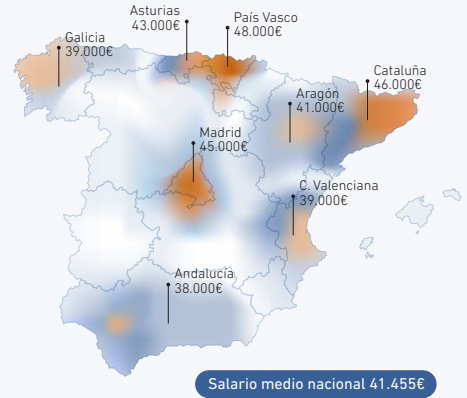 Asturias
43.000€
País Vasco
48.000€
Galicia
39.000€
Cataluña
46.000€
Aragón
41.000€
Madrid
45.000€
C. Valenciana
39.000€
Andalucía
38.000€
Salario medio nacional 41.455€